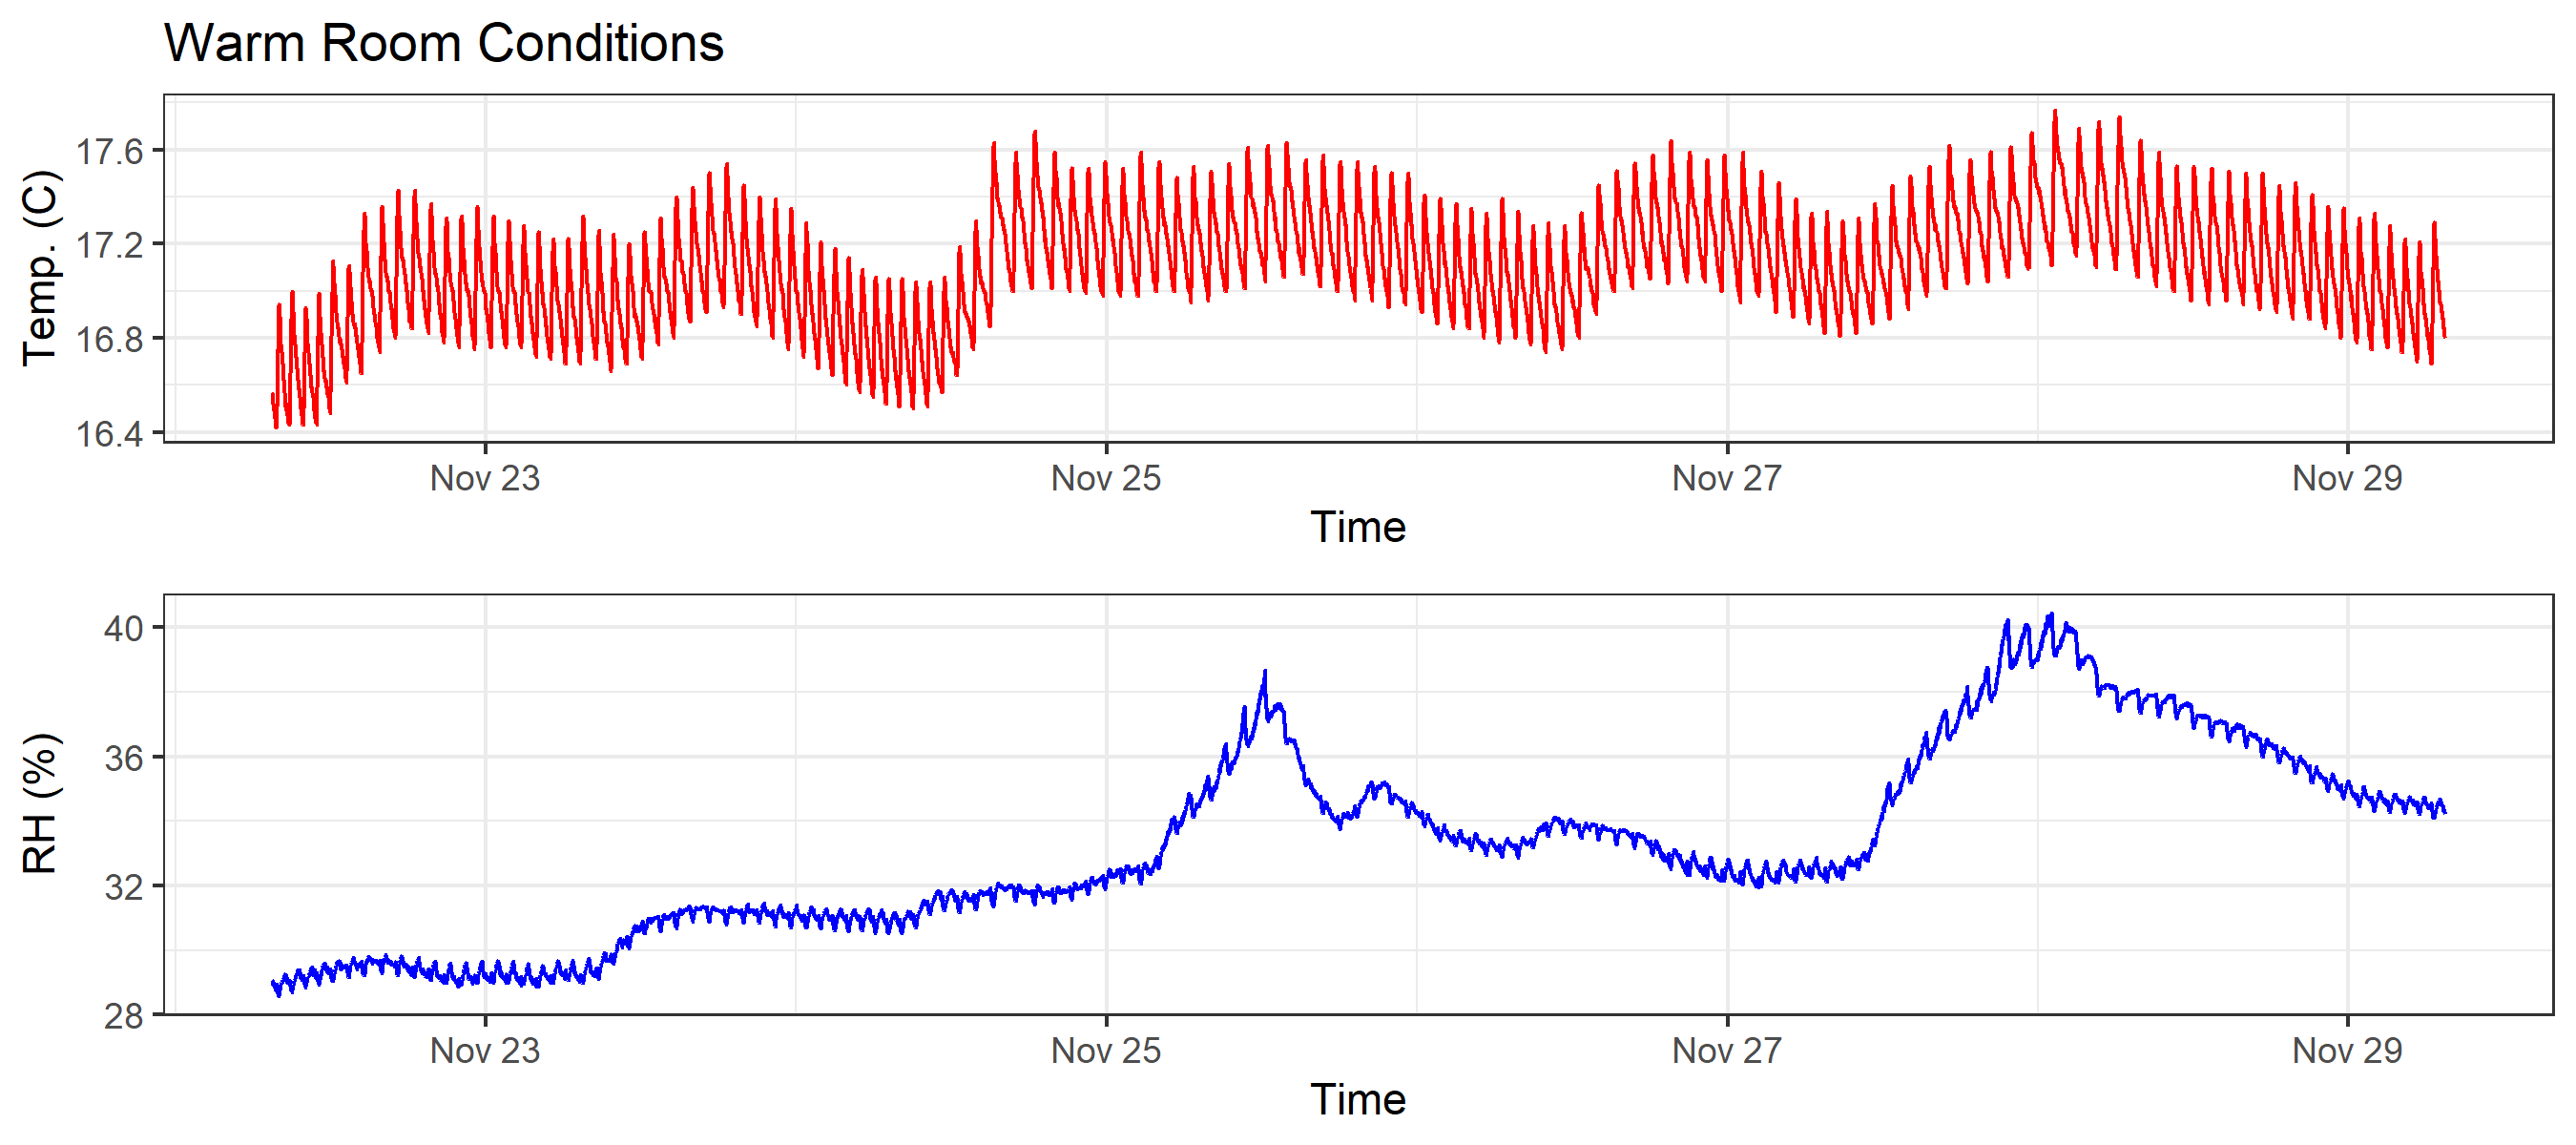 Warm Room Conditions
Temp. (C)
17.6
17.2
16.8
16.4
Nov 23 Nov 25 Nov 27 Nov 29
Time
RH (%)
40
36
32
28
Nov 23 Nov 25 Nov 27 Nov 29
Time